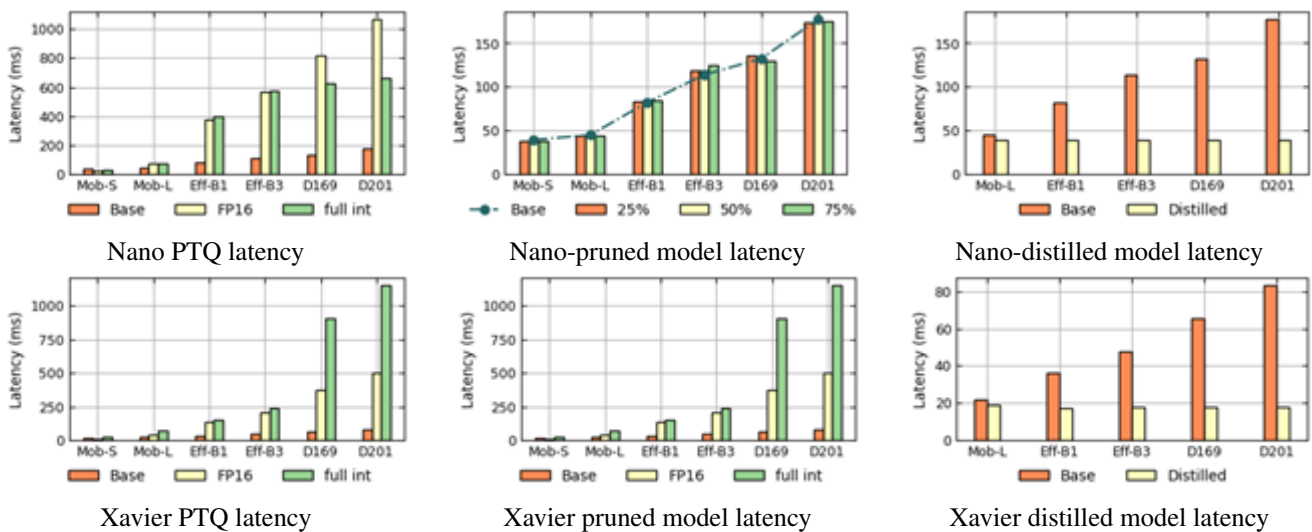 Latency (ms)
1000
800
600
400
200
0
Mob-S Mob-L Eff-B1 Eff-B3 D169 D201
Base FP16 full int
Nano PTQ latency
Latency (ms)
150
100
50
0
Mob-S Mob-L Eff-B1 Eff-B3 D169 D201
Base 25% 50% 75%
Nano-pruned model latency
Latency (ms)
150
100
50
0
Mob-L Eff-B1 Eff-B3 D169 D201
Base Distilled
Nano-distilled model latency
Latency (ms)
1000
750
500
250
0
Mob-S Mob-L Eff-B1 Eff-B3 D169 D201
Base FP16 full int
Xavier PTQ latency
Latency (ms)
1000
750
500
250
0
Mob-S Mob-L Eff-B1 Eff-B3 D169 D201
Base FP16 full int
Xavier pruned model latency
Latency (ms)
80
60
40
20
0
Mob-L Eff-B1 Eff-B3 D169 D201
Base Distilled
Xavier distilled model latency